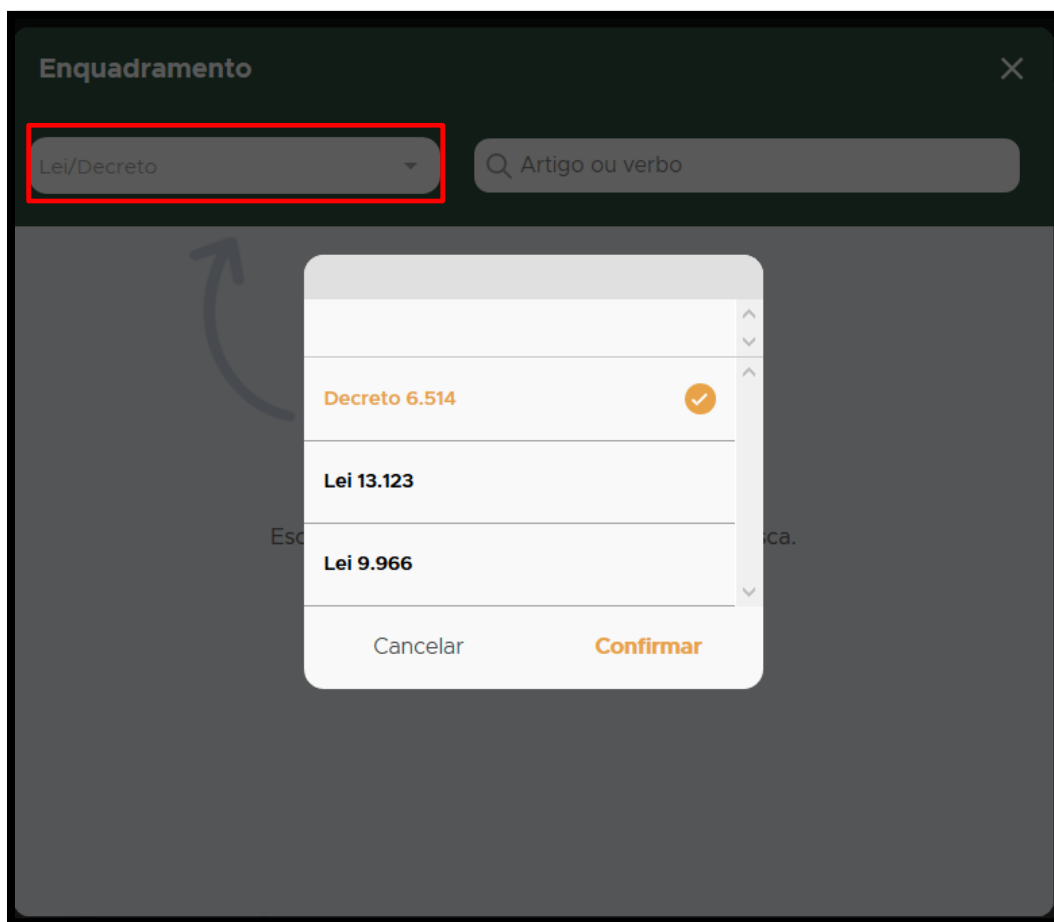 Enquadramento
Lei/Decreto
Artigo ou verbo
Decreto 6.514
Lei 13.123
Lei 9.966
Cancelar
Confirmar